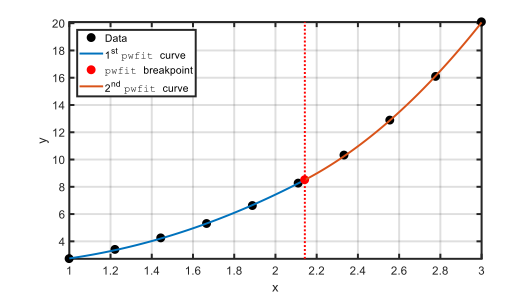 20
18
16
14
12
10
8
6
4
y
Data
1st pwfit curve
pwfit breakpoint
2nd pwfit curve
1 1.2 1.4 1.6 1.8 2 2.2 2.4 2.6 2.8 3
x